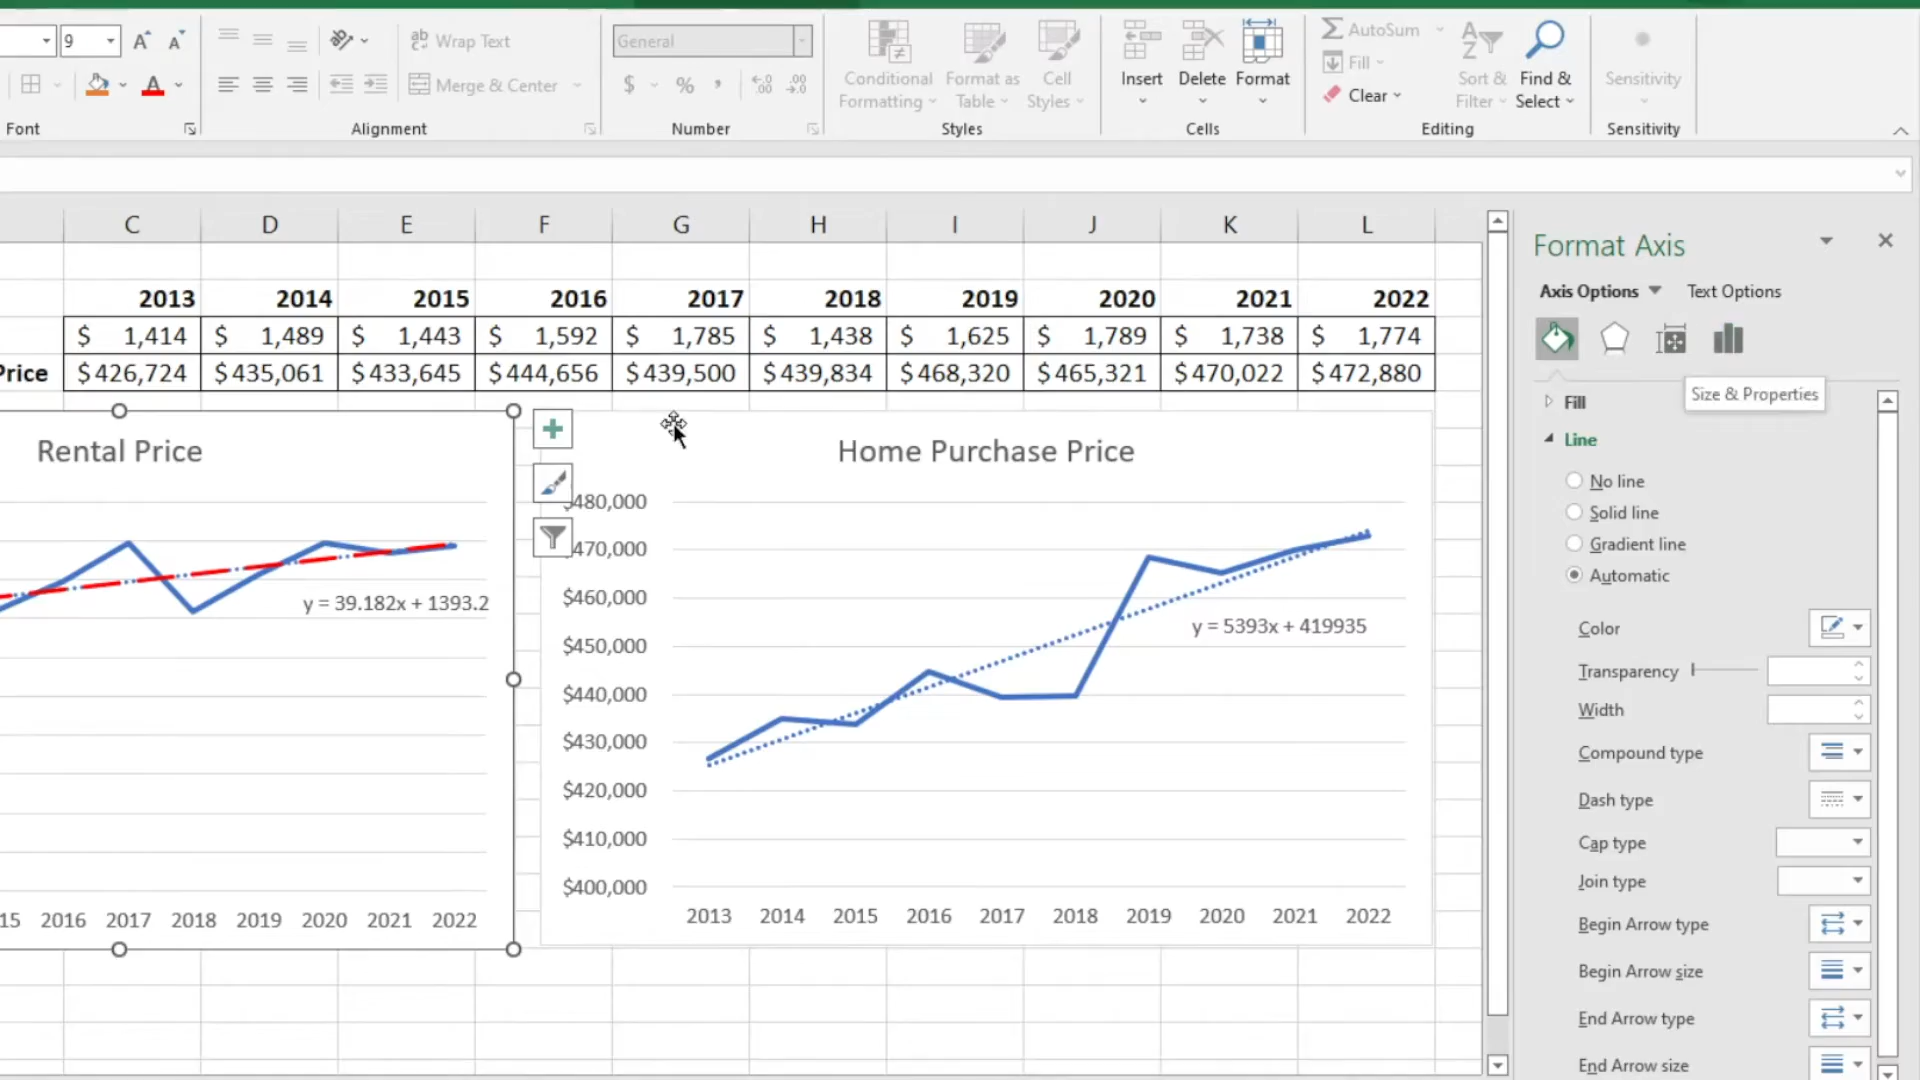 9 A A Wrap Text General AutoSum
Fill
Conditional Formatting Format as Table Cell Styles Insert Delete Format Sort & Filter Find & Select Sensitivity
Merge & Center $ % , Clear
Font Alignment Number Styles Cells Editing Sensitivity
C D E F G H I J K L
2013 2014 2015 2016 2017 2018 2019 2020 2021 2022
$ 1,414 $ 1,489 $ 1,443 $ 1,592 $ 1,785 $ 1,438 $ 1,625 $ 1,789 $ 1,738 $ 1,774
Price $426,724 $435,061 $433,645 $444,656 $439,500 $439,834 $468,320 $465,321 $470,022 $472,880
Rental Price
y = 39.182x + 1393.2
15 2016 2017 2018 2019 2020 2021 2022
Home Purchase Price
$480,000
$470,000
$460,000
$450,000
$440,000
$430,000
$420,000
$410,000
$400,000
y = 5393x + 419935
2013 2014 2015 2016 2017 2018 2019 2020 2021 2022
Format Axis
Axis Options Text Options
Size & Properties
Fill
Line
No line
Solid line
Gradient line
Automatic
Color
Transparency
Width
Compound type
Dash type
Cap type
Join type
Begin Arrow type
Begin Arrow size
End Arrow type
End Arrow size